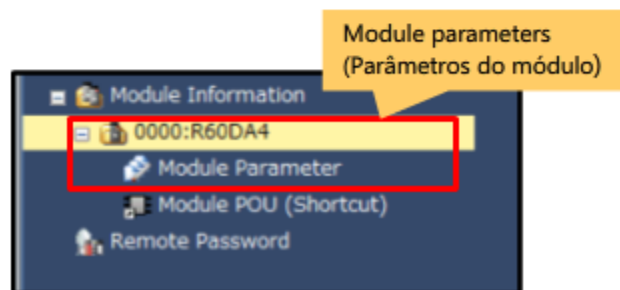 Module parameters
(Parâmetros do módulo)
Module Information
0000:R60DA4
Module Parameter
Module POU (Shortcut)
Remote Password